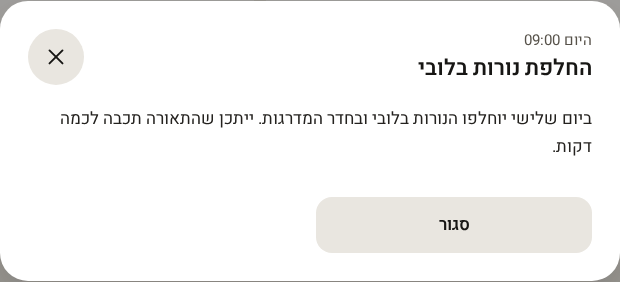 היום 09:00
החלפת נורות בלובי
ביום שלישי יוחלפו הנורות בלובי ובחדר המדרגות. ייתכן שהתאורה תכבה לכמה
דקות.
סגור